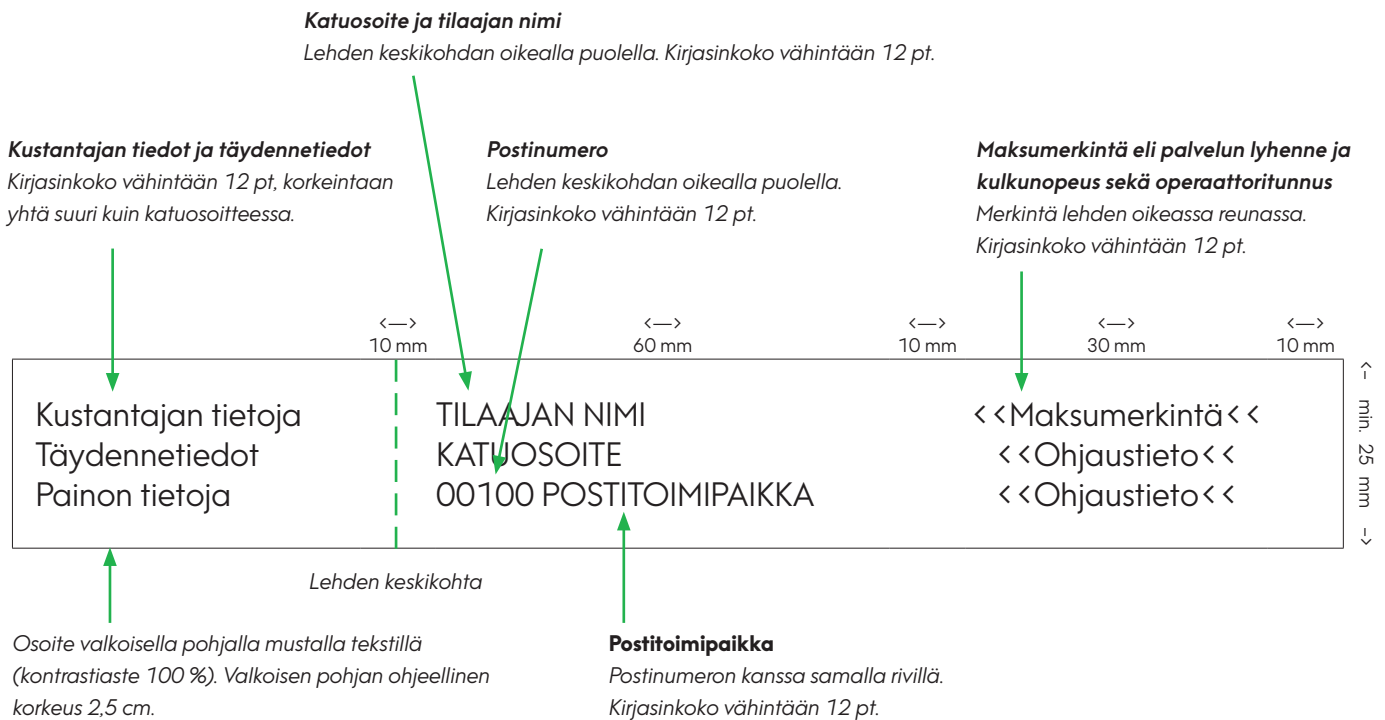 Katuosoite ja tilaajan nimi
Lehden keskikohdan oikealla puolella. Kirjasinkoko vähintään 12 pt.
Kustantajan tiedot ja täydennetiedot
Kirjasinkoko vähintään 12 pt, korkeintaan
yhtä suuri kuin katuosoitteessa.
Postinumero
Lehden keskikohdan oikealla puolella.
Kirjasinkoko vähintään 12 pt.
Maksumerkintä eli palvelun lyhenne ja
kulkunopeus sekä operaattoritunnus
Merkintä lehden oikeassa reunassa.
Kirjasinkoko vähintään 12 pt.
<—> <—> <—> <—> <—>
10 mm 60 mm 10 mm 30 mm 10 mm
Kustantajan tietoja
Täydennetiedot
Painon tietoja
TILAAJAN NIMI
KATUOSOITE
00100 POSTITOIMIPAIKKA
<<Maksumerkintä<<
<<Ohjaustieto<<
<<Ohjaustieto<<
<– min. 25 mm –>
Lehden keskikohta
Osoite valkoisella pohjalla mustalla tekstillä
(kontrastiaste 100 %). Valkoisen pohjan ohjeellinen
korkeus 2,5 cm.
Postitoimipaikka
Postinumeron kanssa samalla rivillä.
Kirjasinkoko vähintään 12 pt.